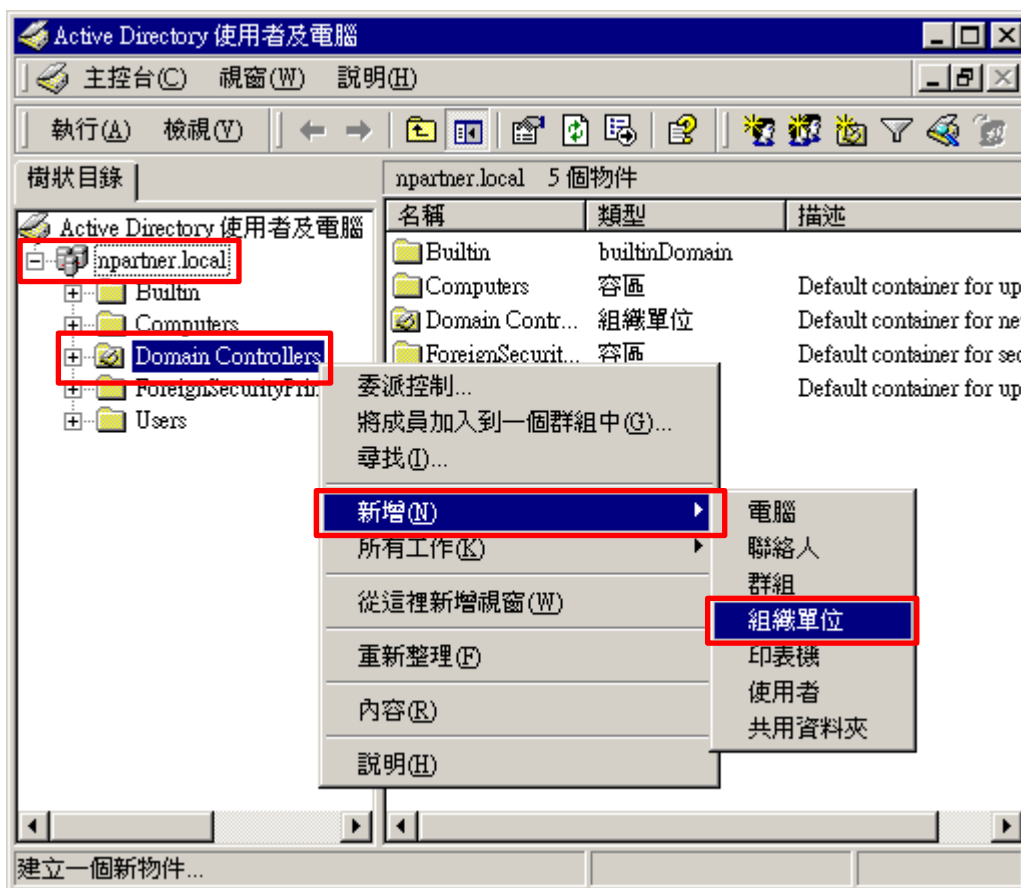 Active Directory 使用者及電腦
主控台(C) 視窗(W) 說明(H)
執行(A) 檢視(V)
樹狀目錄
npartner.local 5 個物件
名稱 類型 描述
Active Directory 使用者及電腦
npartner.local
Builtin
Computers
Domain Controllers
ForeignSecurityPri...
Users
Builtin builtinDomain
Computers 容區 Default container for up
Domain Contr... 組織單位 Default container for ne
ForeignSecurit... 容區 Default container for sec
Default container for up
委派控制...
將成員加入到一個群組中(G)...
尋找(I)...
新增(N)
所有工作(K)
從這裡新增視窗(W)
重新整理(F)
內容(R)
說明(H)
電腦
聯絡人
群組
組織單位
印表機
使用者
共用資料夾
建立一個新物件...